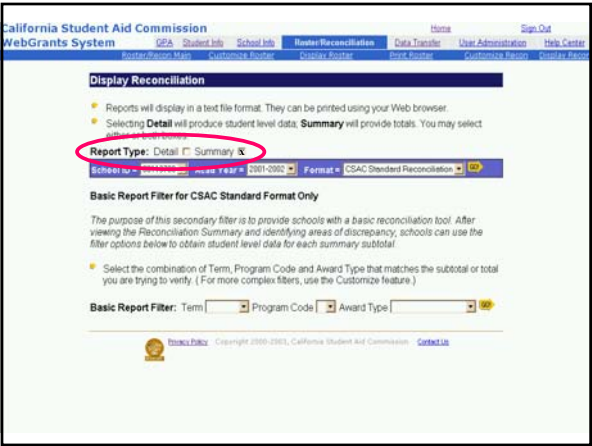 California Student Aid Commission
Home Sign Out
WebGrants System GPA Student Info School Info Roster/Reconciliation Data Transfer User Administration Help Center
Roster/Recon Main Customize Roster Display Roster Print Roster Customize Recon Display Recon
Display Reconciliation
Reports will display in a text file format. They can be printed using your Web browser.
Selecting Detail will produce student level data; Summary will provide totals. You may select
either or both boxes.
Report Type: Detail Summary
School ID = Acad Year = 2001-2002 Format = CSAC Standard Reconciliation GO!
Basic Report Filter for CSAC Standard Format Only
The purpose of this secondary filter is to provide schools with a basic reconciliation tool. After
viewing the Reconciliation Summary and identifying areas of discrepancy, schools can use the
filter options below to obtain student level data for each summary subtotal.
Select the combination of Term, Program Code and Award Type that matches the subtotal or total
you are trying to verify. ( For more complex filters, use the Customize feature.)
Basic Report Filter: Term Program Code Award Type GO!
Privacy Policy Copyright 2000-2003, California Student Aid Commission Contact Us